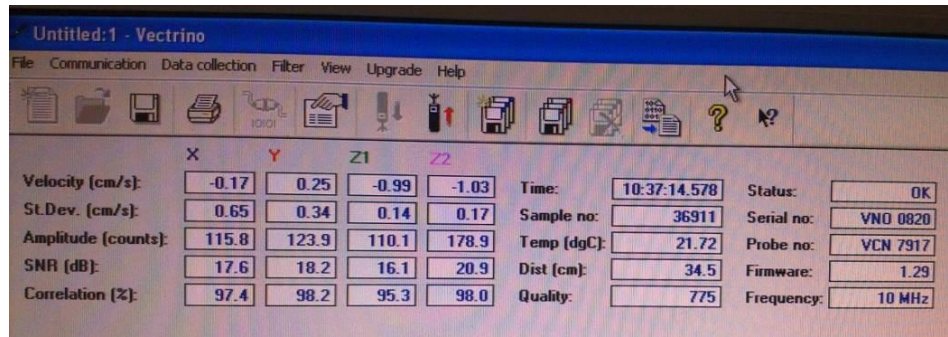 Untitled:1 - Vectrino
File Communication Data collection Filter View Upgrade Help
X Y Z1 Z2
Velocity (cm/s): -0.17 0.25 -0.99 -1.03 Time: 10:37:14.578 Status: OK
St.Dev. (cm/s): 0.65 0.34 0.14 0.17 Sample no: 36911 Serial no: VNO 0820
Amplitude (counts): 115.8 123.9 110.1 178.9 Temp (dgC): 21.72 Probe no: VCN 7917
SNR (dB): 17.6 18.2 16.1 20.9 Dist (cm): 34.5 Firmware: 1.29
Correlation (%): 97.4 98.2 95.3 98.0 Quality: 775 Frequency: 10 MHz